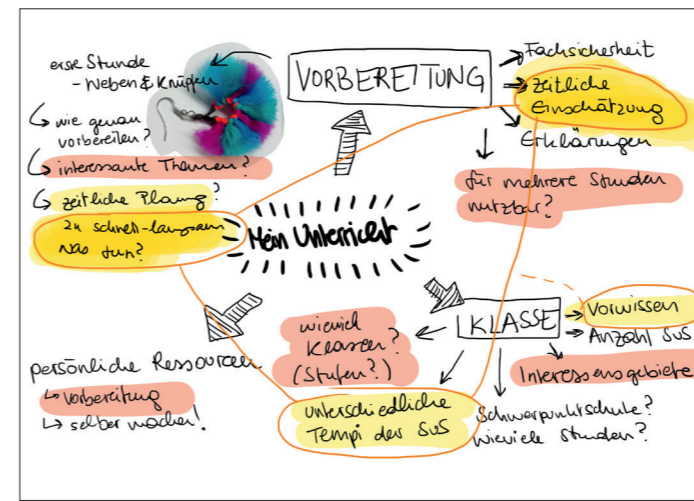 erste Stunde
- Weben & Knüpfen
wie genau
vorbereiten?
interessante Themen?
zeitliche Planung?
zu schnell-langsam
was tun?
VORBEREITUNG
Fachsicherheit
zeitliche
Einschätzung
Erklärungen
für mehrere Stunden
nutzbar?
Mein Unterricht
KLASSE
Vorwissen
Anzahl SuS
Interessensgebiete
Schwerpunktschule?
wieviele Stunden?
wieviel
Klassen?
(Stufen?)
unterschiedliche
Tempi der SuS
persönliche Ressourcen
Vorbereitung
selber machen!